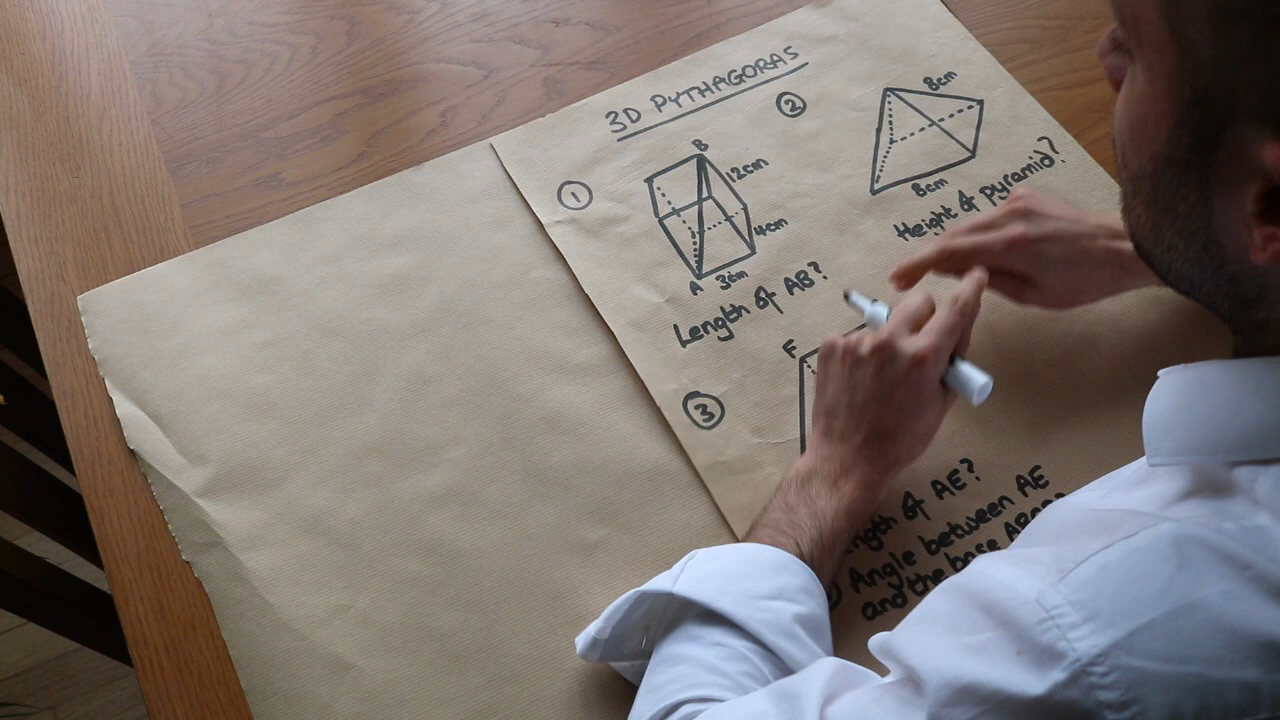 3D PYTHAGORAS
1
B
12cm
4cm
A 3cm
Length of AB?
2
8cm
8cm
Height of pyramid?
3
F
of AE?
Angle between AE
and the base